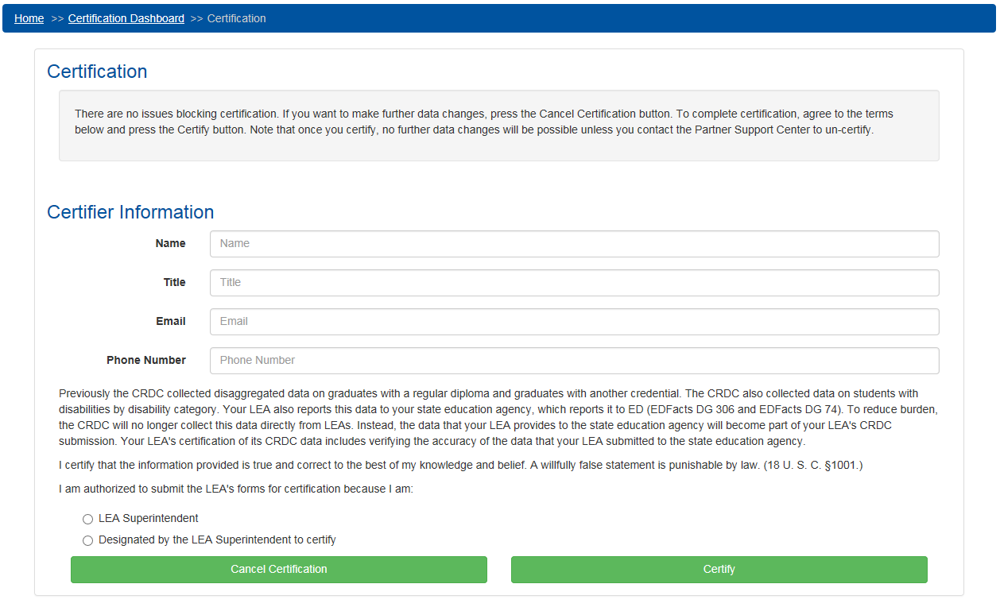 Home >> Certification Dashboard >> Certification
Certification
There are no issues blocking certification. If you want to make further data changes, press the Cancel Certification button. To complete certification, agree to the terms
below and press the Certify button. Note that once you certify, no further data changes will be possible unless you contact the Partner Support Center to un-certify.
Certifier Information
Name Name
Title Title
Email Email
Phone Number Phone Number
Previously the CRDC collected disaggregated data on graduates with a regular diploma and graduates with another credential. The CRDC also collected data on students with
disabilities by disability category. Your LEA also reports this data to your state education agency, which reports it to ED (EDFacts DG 306 and EDFacts DG 74). To reduce burden,
the CRDC will no longer collect this data directly from LEAs. Instead, the data that your LEA provides to the state education agency will become part of your LEA's CRDC
submission. Your LEA's certification of its CRDC data includes verifying the accuracy of the data that your LEA submitted to the state education agency.
I certify that the information provided is true and correct to the best of my knowledge and belief. A willfully false statement is punishable by law. (18 U. S. C. §1001.)
I am authorized to submit the LEA's forms for certification because I am:
LEA Superintendent
Designated by the LEA Superintendent to certify
Cancel Certification Certify